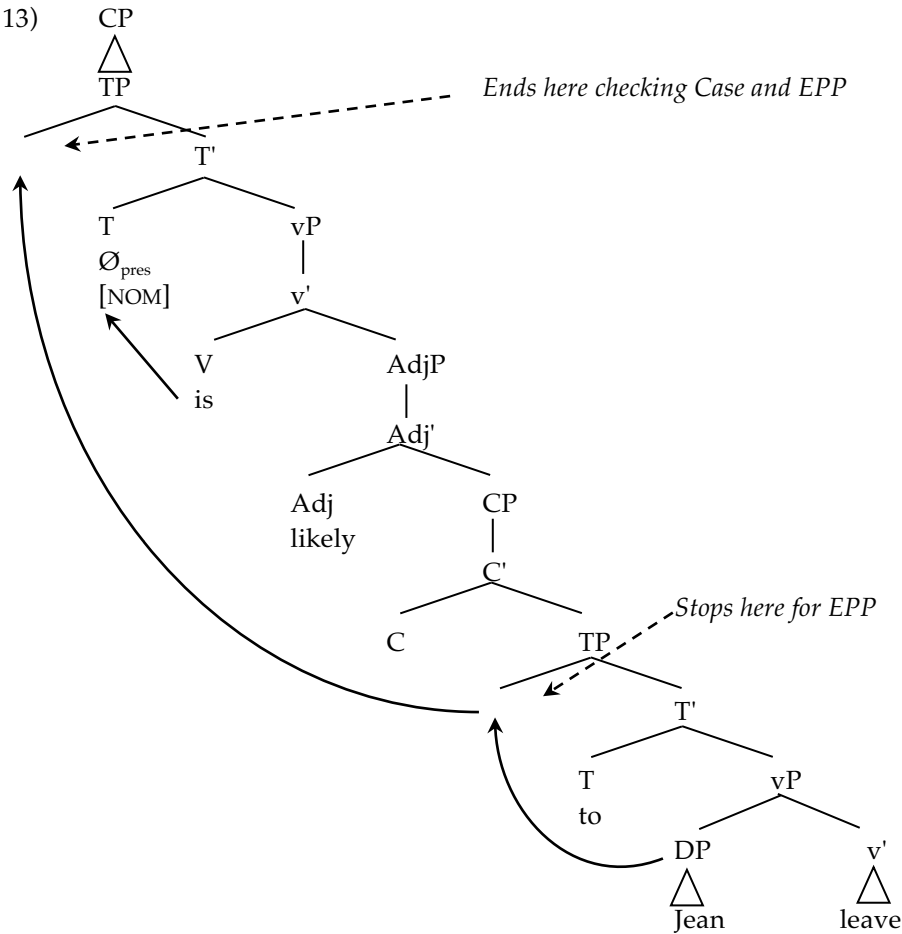 13) CP
TP
Ends here checking Case and EPP
T'
T vP
Ø pres
[NOM] v'
V AdjP
is
Adj'
Adj CP
likely
C'
Stops here for EPP
C TP
T'
T vP
to
DP v'
Jean leave